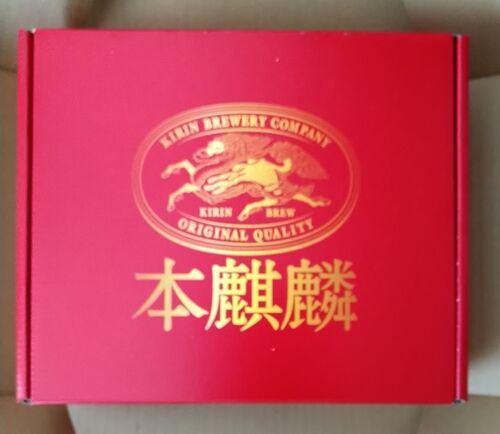 KIRIN BREWERY COMPANY
KIRIN BREW
ORIGINAL QUALITY
本麒麟